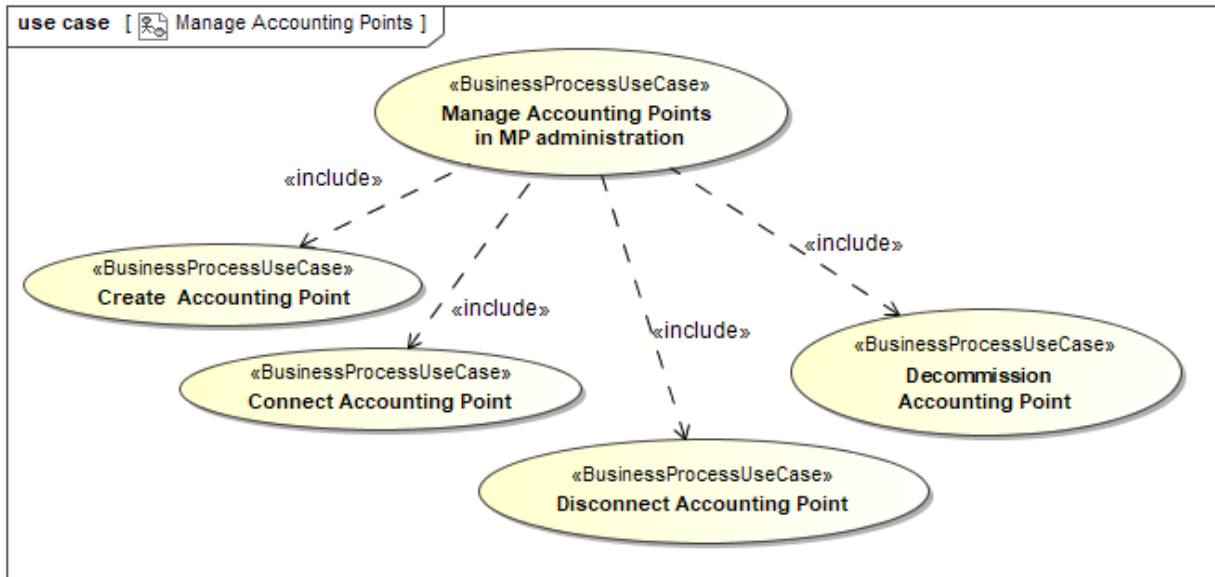 use case [ Manage Accounting Points ]
«BusinessProcessUseCase»
Manage Accounting Points
in MP administration
«include»
«include»
«include»
«include»
«BusinessProcessUseCase»
Create Accounting Point
«BusinessProcessUseCase»
Connect Accounting Point
«BusinessProcessUseCase»
Disconnect Accounting Point
«BusinessProcessUseCase»
Decommission
Accounting Point